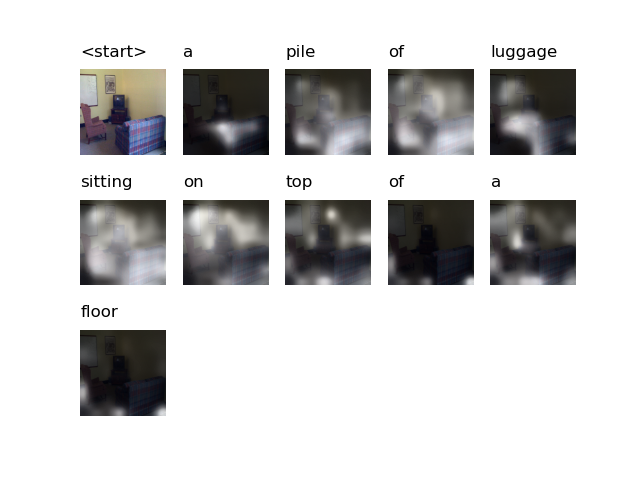 <start> a pile of luggage
sitting on top of a
floor